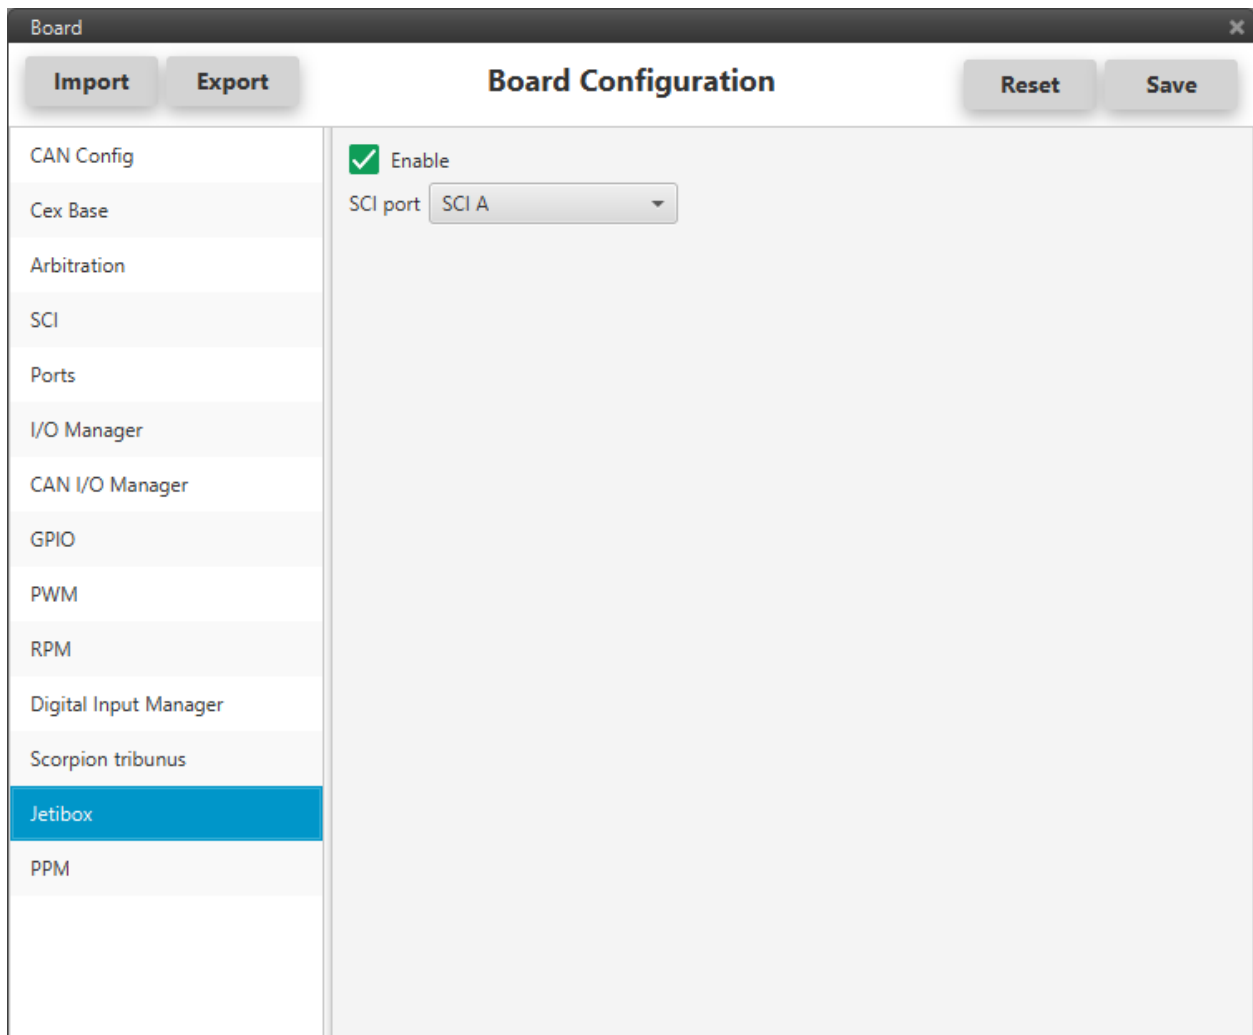 Board
Import Export Board Configuration Reset Save
CAN Config
Cex Base
Arbitration
SCI
Ports
I/O Manager
CAN I/O Manager
GPIO
PWM
RPM
Digital Input Manager
Scorpion tribunus
Jetibox
PPM
Enable
SCI port SCI A